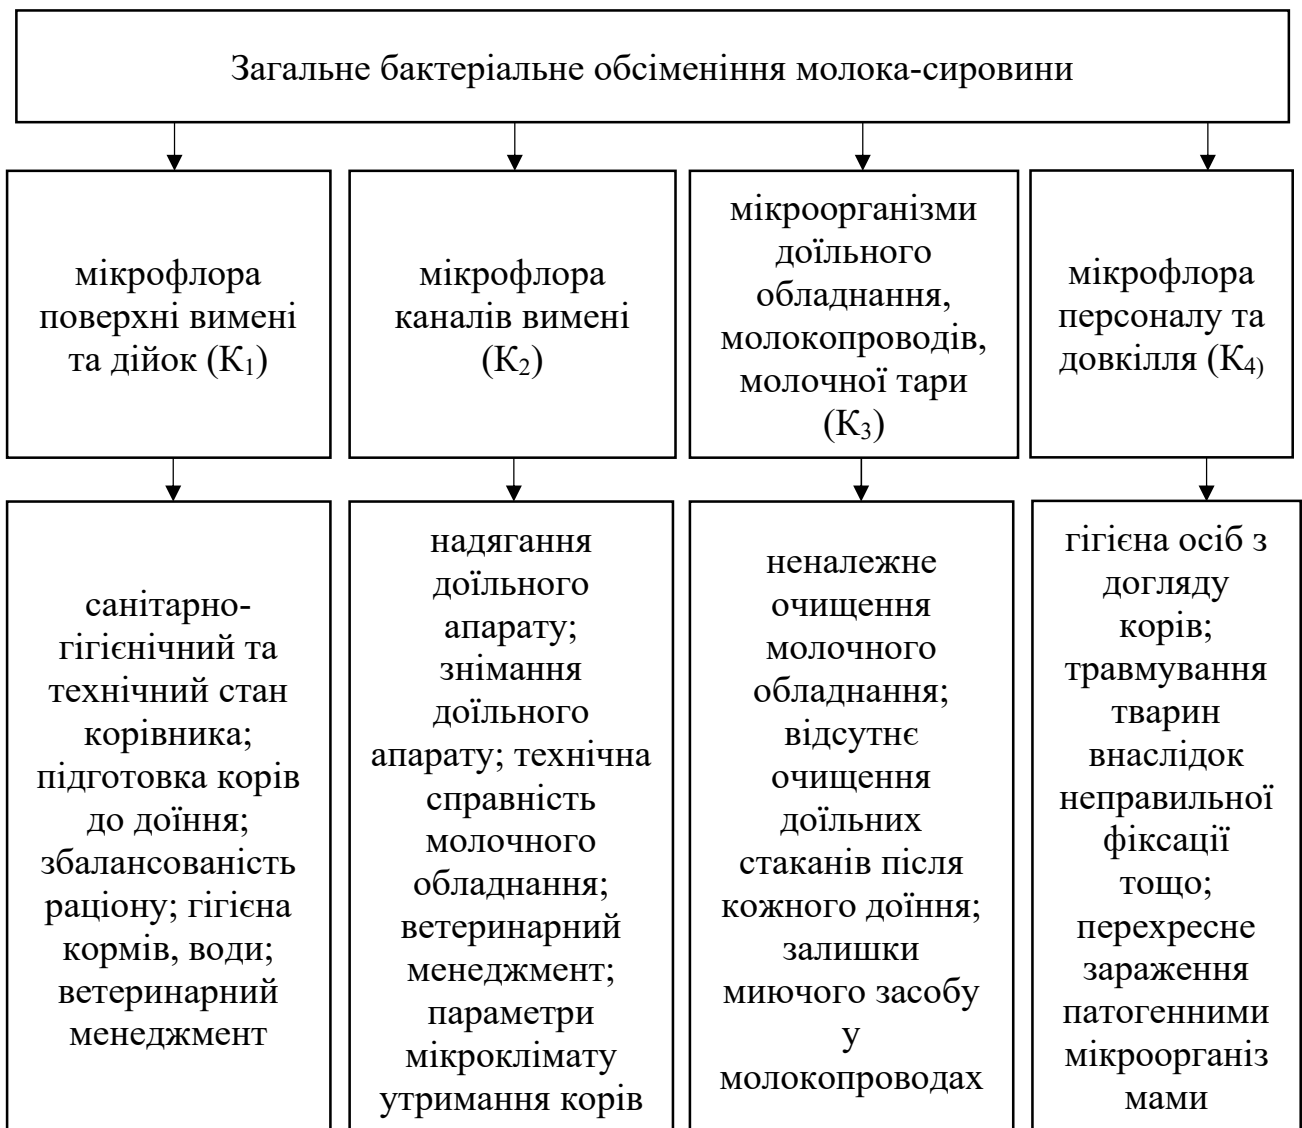 Загальне бактеріальне обсіменіння молока-сировини
мікрофлора
поверхні вимені
та дійок (К₁)
мікрофлора
каналів вимені
(К₂)
мікроорганізми
доїльного
обладнання,
молокопроводів,
молочної тари
(К₃)
мікрофлора
персоналу та
довкілля (К₄₎
санітарно-
гігієнічний та
технічний стан
корівника;
підготовка корів
до доїння;
збалансованість
раціону; гігієна
кормів, води;
ветеринарний
менеджмент
надягання
доїльного
апарату;
знімання
доїльного
апарату; технічна
справність
молочного
обладнання;
ветеринарний
менеджмент;
параметри
мікроклімату
утримання корів
неналежне
очищення
молочного
обладнання;
відсутнє
очищення
доїльних
стаканів після
кожного доїння;
залишки
миючого засобу
у
молокопроводах
гігієна осіб з
догляду
корів;
травмування
тварин
внаслідок
неправильної
фіксації
тощо;
перехресне
зараження
патогенними
мікроорганіз
мами